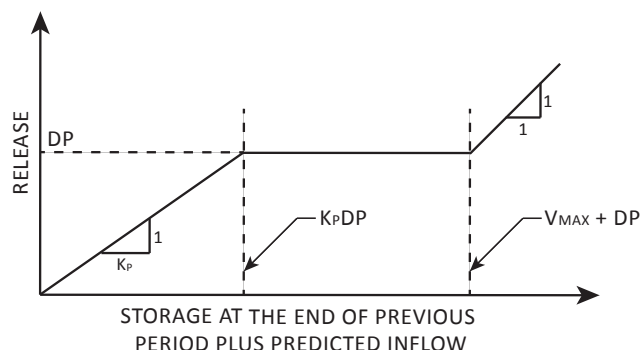 RELEASE
DP
1
1
KPDP
VMAX + DP
1
KP
STORAGE AT THE END OF PREVIOUS
PERIOD PLUS PREDICTED INFLOW